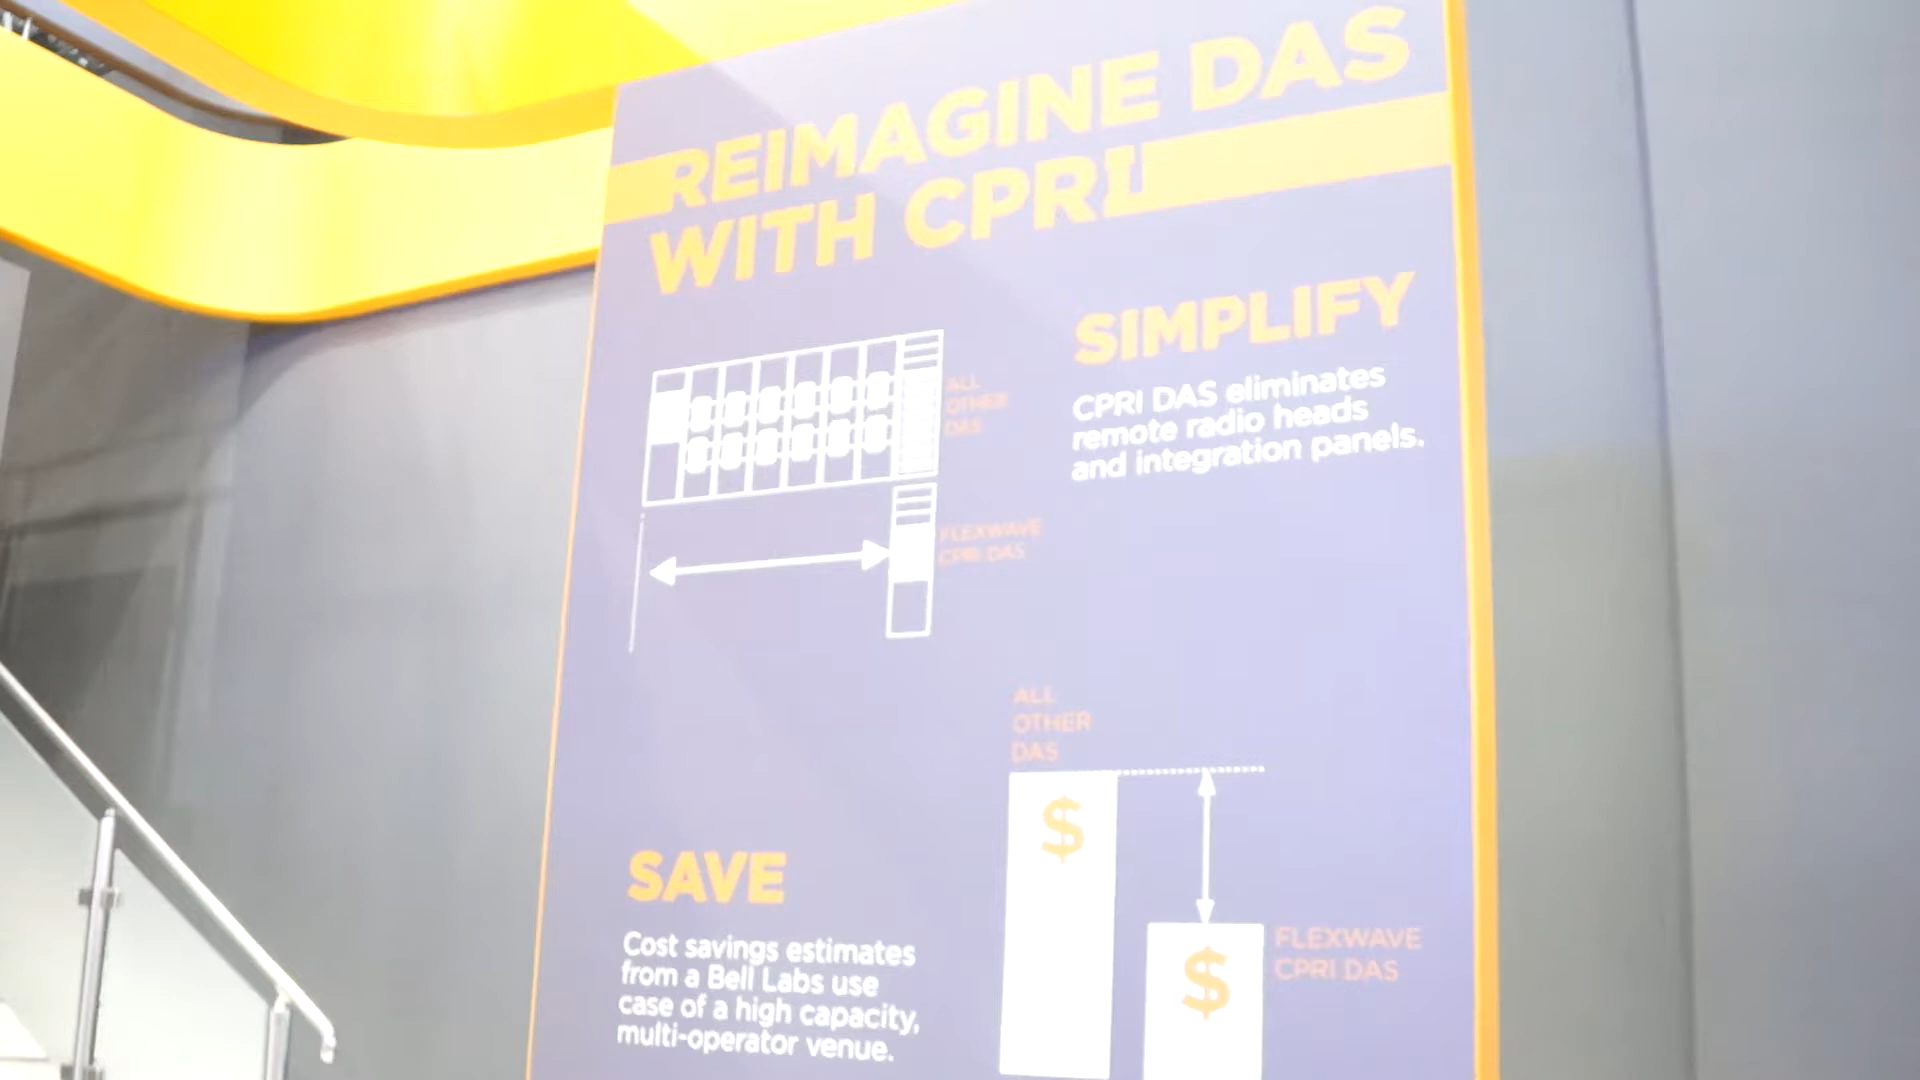 REIMAGINE DAS
WITH CPRI.
SIMPLIFY
CPRI DAS eliminates
remote radio heads
and integration panels.
ALL
OTHER
DAS
FLEXWAVE
CPRI DAS
ALL
OTHER
DAS
$
$
FLEXWAVE
CPRI DAS
SAVE
Cost savings estimates
from a Bell Labs use
case of a high capacity,
multi-operator venue.